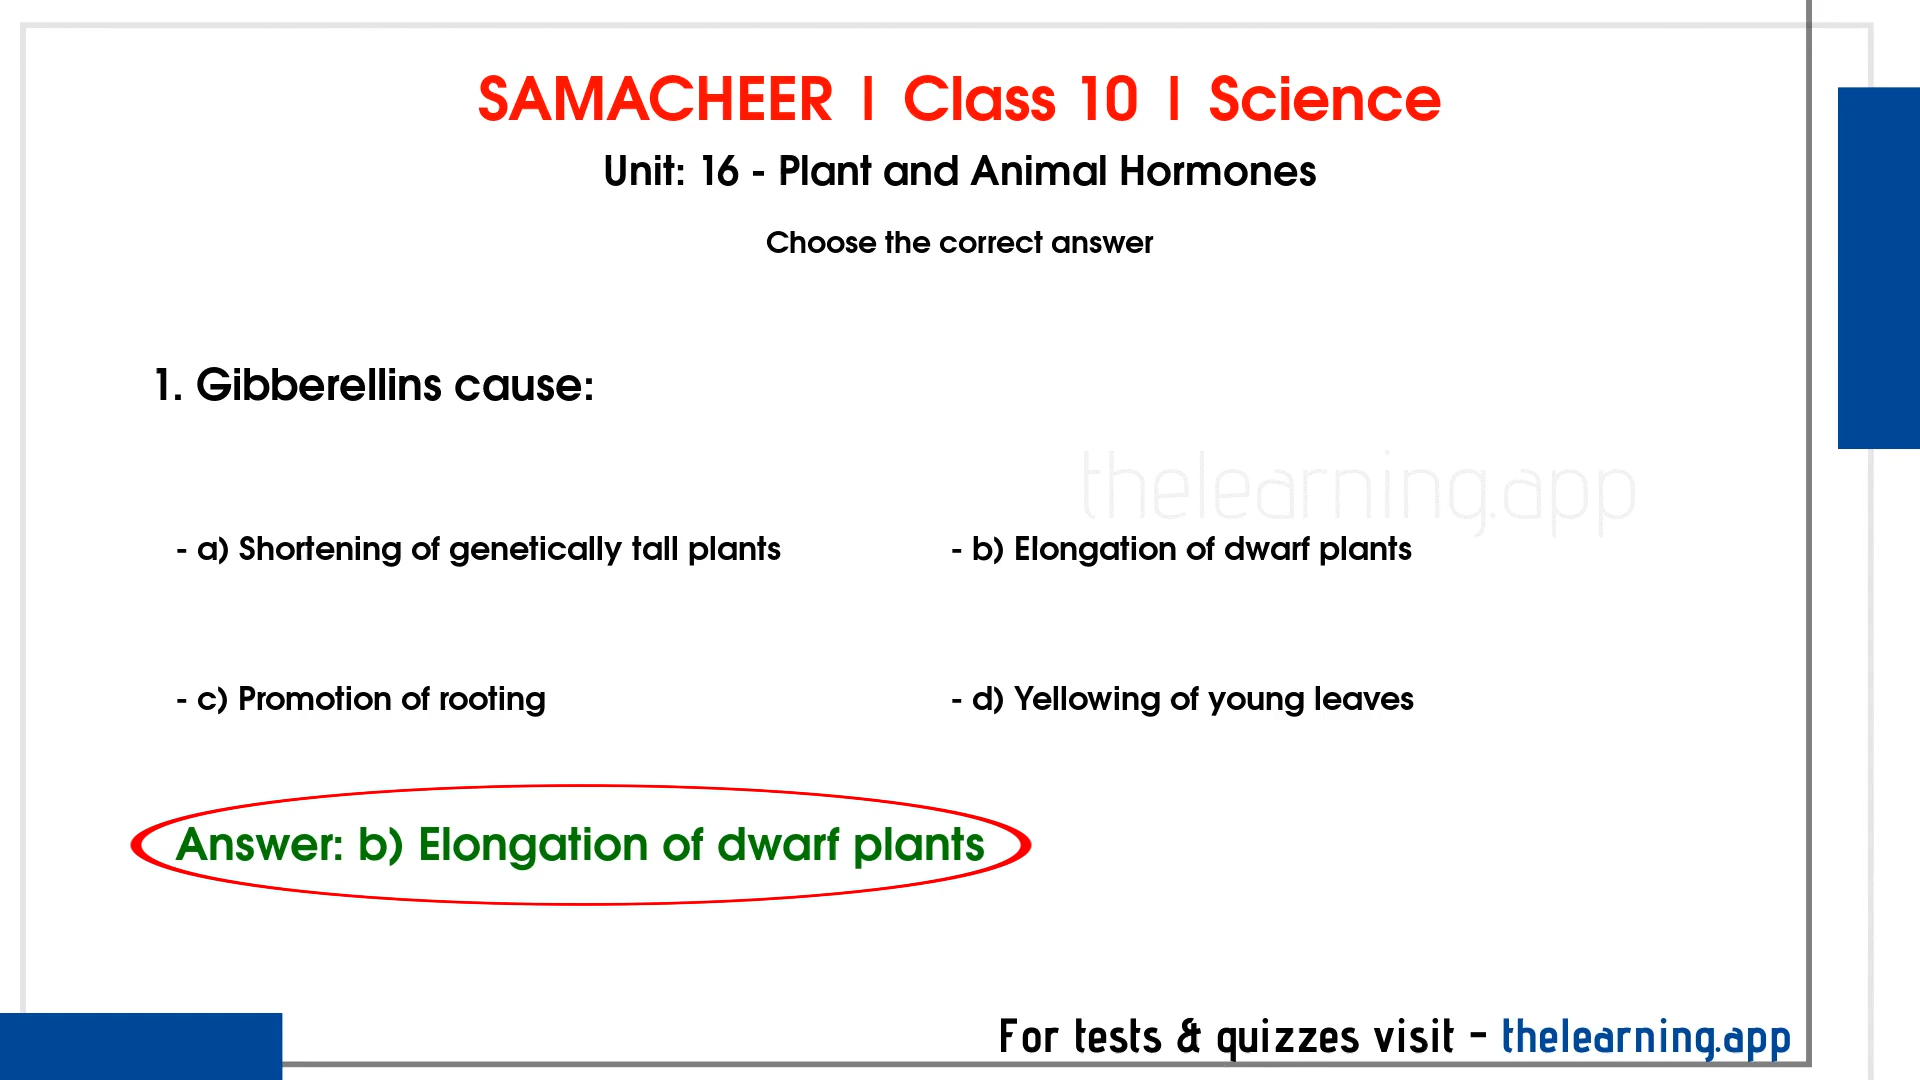 SAMACHEER | Class 10 | Science
Unit: 16 - Plant and Animal Hormones
Choose the correct answer
1. Gibberellins cause:
thelearning.app
- a) Shortening of genetically tall plants
- b) Elongation of dwarf plants
- c) Promotion of rooting
- d) Yellowing of young leaves
Answer: b) Elongation of dwarf plants
For tests & quizzes visit - thelearning.app